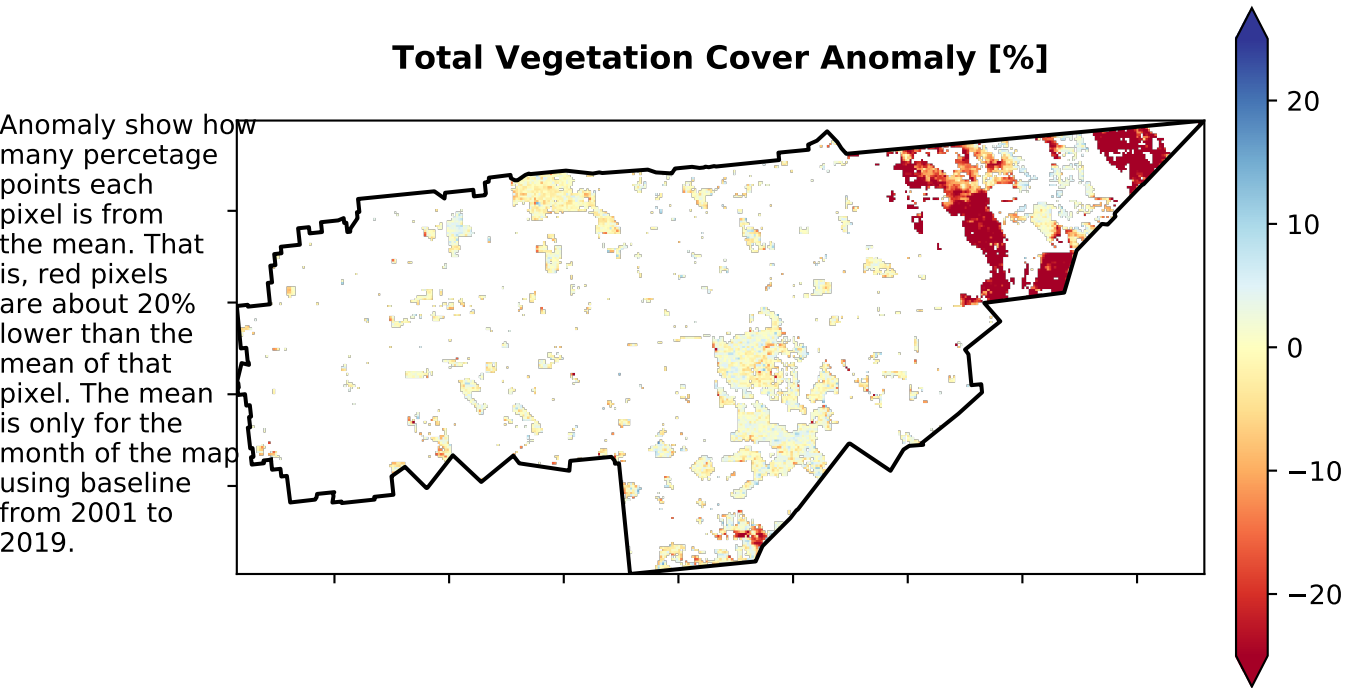 Total Vegetation Cover Anomaly [%]
Anomaly show how
many percetage
points each
pixel is from
the mean. That
is, red pixels
are about 20%
lower than the
mean of that
pixel. The mean
is only for the
month of the map
using baseline
from 2001 to
2019.
20
10
0
−10
−20